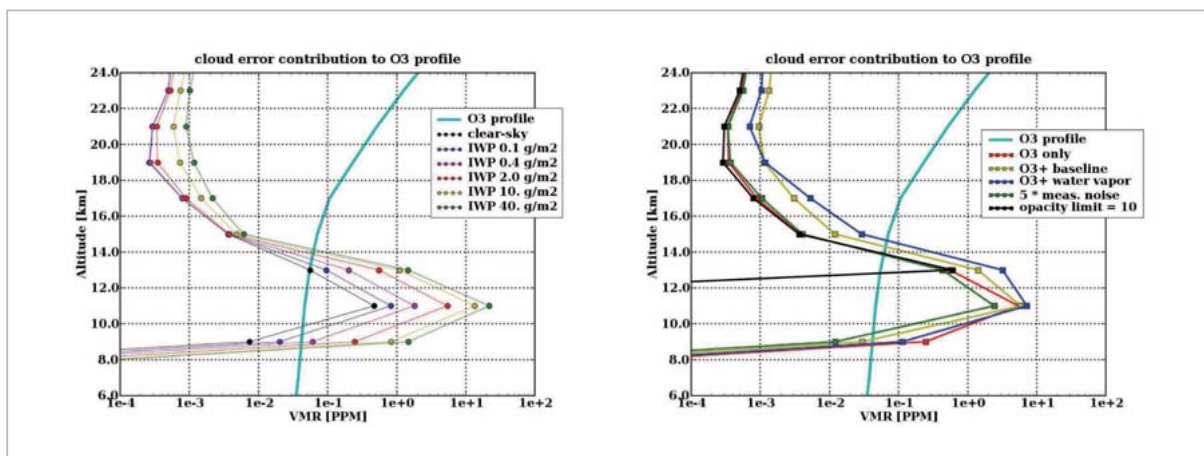 cloud error contribution to O3 profile
24.0
22.0
20.0
18.0
16.0
14.0
12.0
10.0
8.0
6.0
Altitude [km]
1e-4
1e-3
1e-2
1e-1
1e+0
1e+1
1e+2
VMR [PPM]
O3 profile
clear-sky
IWP 0.1 g/m2
IWP 0.4 g/m2
IWP 2.0 g/m2
IWP 10. g/m2
IWP 40. g/m2
cloud error contribution to O3 profile
24.0
22.0
20.0
18.0
16.0
14.0
12.0
10.0
8.0
6.0
Altitude [km]
1e-4
1e-3
1e-2
1e-1
1e+0
1e+1
1e+2
VMR [PPM]
O3 profile
O3 only
O3+ baseline
O3+ water vapor
5 * meas. noise
opacity limit = 10